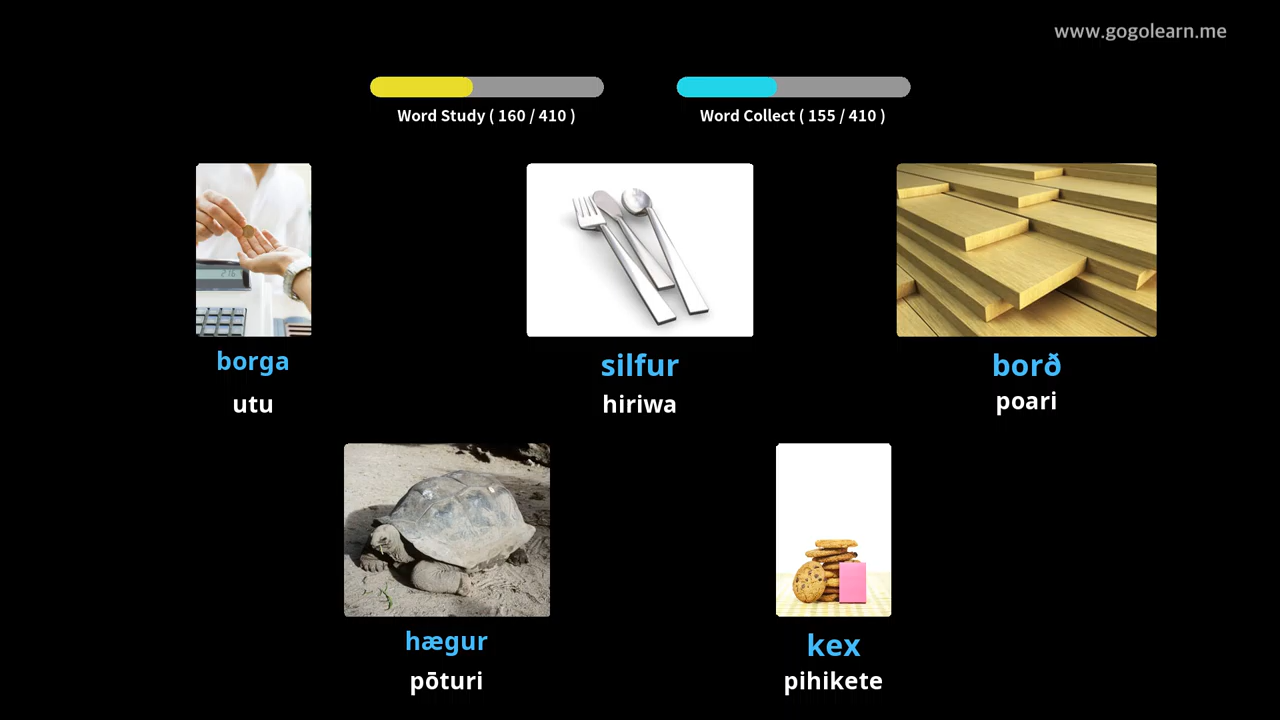 www.gogolearn.me
Word Study ( 160 / 410 )
Word Collect ( 155 / 410 )
borga
utu
silfur
hiriwa
borð
poari
hægur
pōturi
kex
pihikete